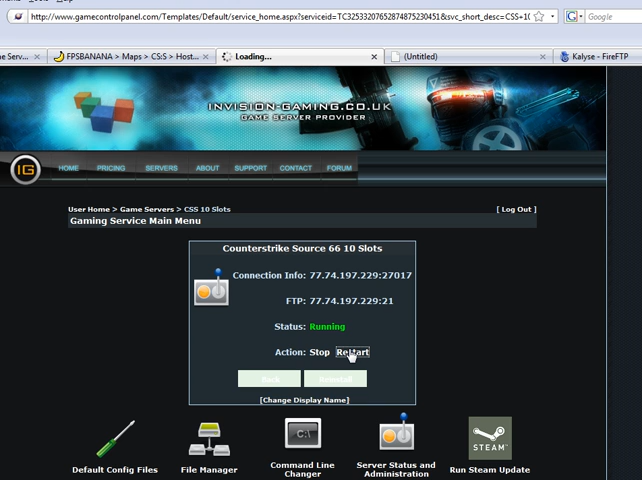 http://www.gamecontrolpanel.com/Templates/Default/service_home.aspx?serviceid=TC32533207652874875230451&svc_short_desc=CSS+10
Google
ne Serv...
FPSBANANA > Maps > CS:S > Host...
Loading...
(Untitled)
Kalyse - FireFTP
INVISION-GAMING.CO.UK
GAME SERVER PROVIDER
IG
HOME PRICING SERVERS ABOUT SUPPORT CONTACT FORUM
User Home > Game Servers > CSS 10 Slots
[ Log Out ]
Gaming Service Main Menu
Counterstrike Source 66 10 Slots
Connection Info: 77.74.197.229:27017
FTP: 77.74.197.229:21
Status: Running
Action: Stop Restart
Back Reinstall
[Change Display Name]
C:\
STEAM
Default Config Files
File Manager
Command Line
Changer
Server Status and
Administration
Run Steam Update